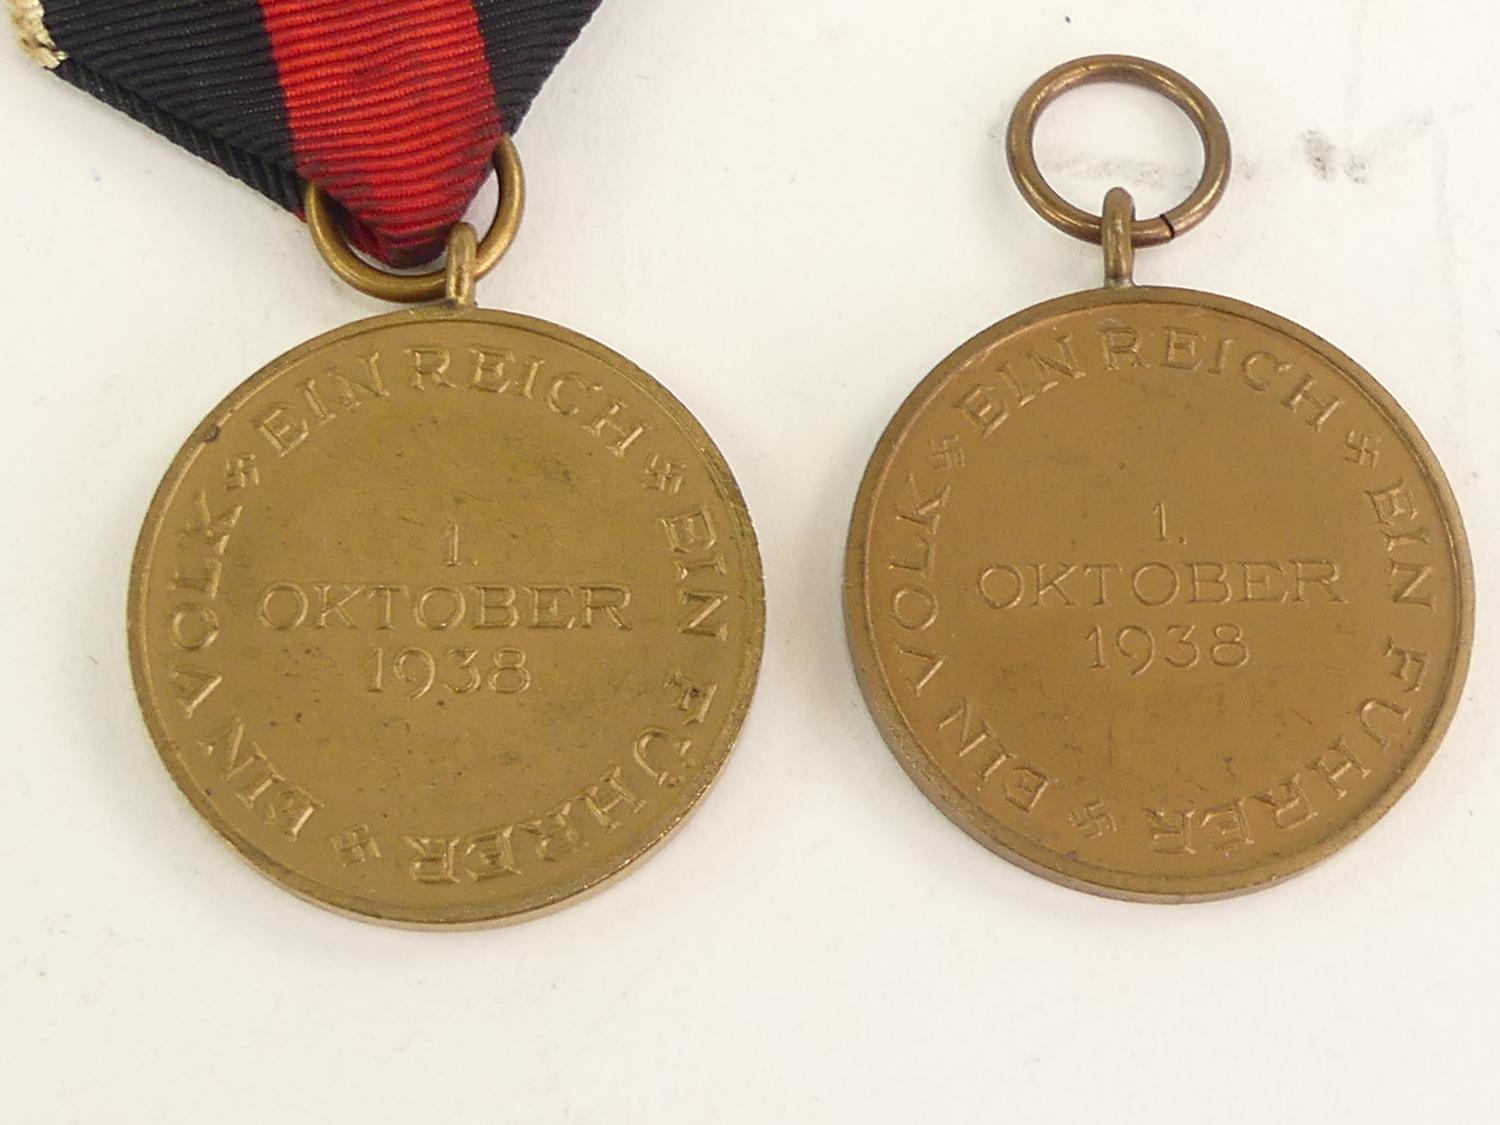 EIN VOLK EIN REICH EIN FÜHRER
1.
OKTOBER
1938
EIN VOLK EIN REICH EIN FÜHRER
1.
OKTOBER
1938